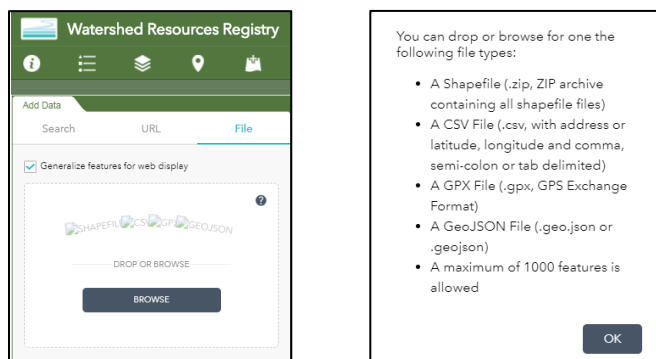 Watershed Resources Registry
Add Data
Search URL File
Generalize features for web display
SHAPEFIL CSV GPX GEOJSON
DROP OR BROWSE
BROWSE
You can drop or browse for one the
following file types:
• A Shapefile (.zip, ZIP archive
containing all shapefile files)
• A CSV File (.csv, with address or
latitude, longitude and comma,
semi-colon or tab delimited)
• A GPX File (.gpx, GPS Exchange
Format)
• A GeoJSON File (.geo.json or
.geojson)
• A maximum of 1000 features is
allowed
OK